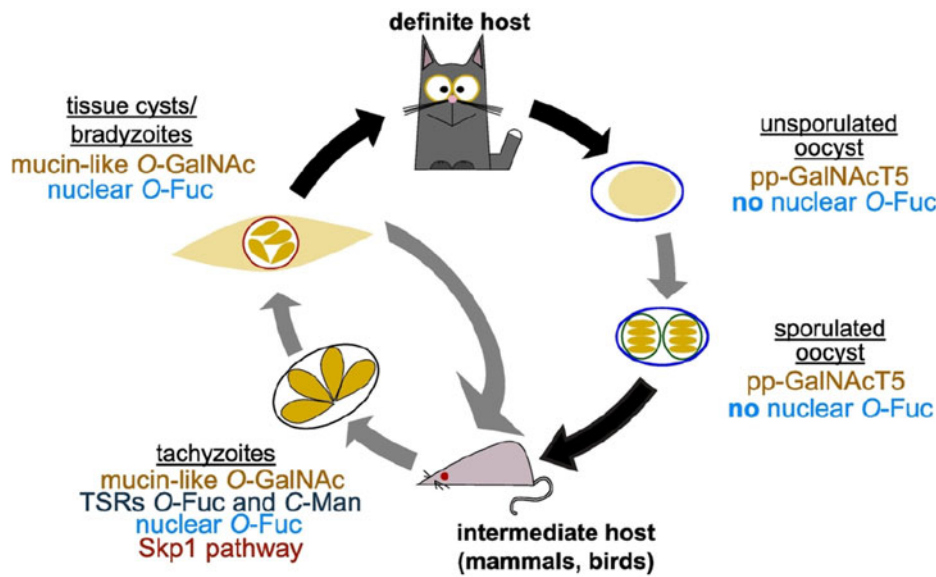 definite host
tissue cysts/
bradyzoites
mucin-like O-GalNAc
nuclear O-Fuc
unsporulated
oocyst
pp-GalNAcT5
no nuclear O-Fuc
sporulated
oocyst
pp-GalNAcT5
no nuclear O-Fuc
tachyzoites
mucin-like O-GalNAc
TSRs O-Fuc and C-Man
nuclear O-Fuc
Skp1 pathway
intermediate host
(mammals, birds)